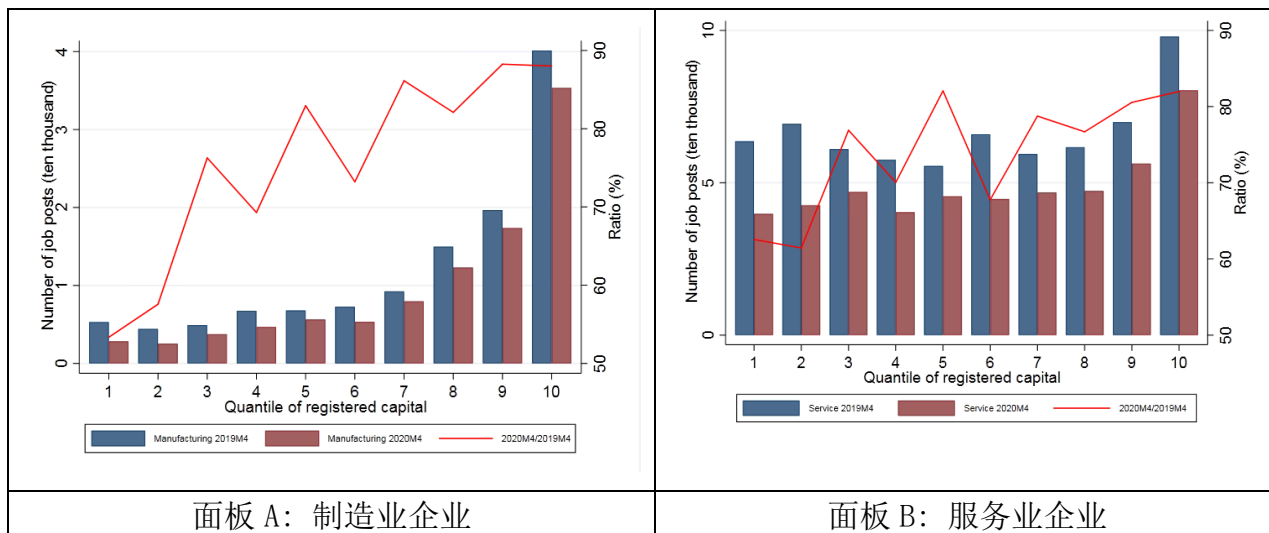 Number of job posts (ten thousand)
4
3
2
1
0
90
80
70
60
50
Ratio (%)
1 2 3 4 5 6 7 8 9 10
Quantile of registered capital
Manufacturing 2019M4 Manufacturing 2020M4 2020M4/2019M4
面板 A: 制造业企业
Number of job posts (ten thousand)
10
5
0
90
80
70
60
50
Ratio (%)
1 2 3 4 5 6 7 8 9 10
Quantile of registered capital
Service 2019M4 Service 2020M4 2020M4/2019M4
面板 B: 服务业企业